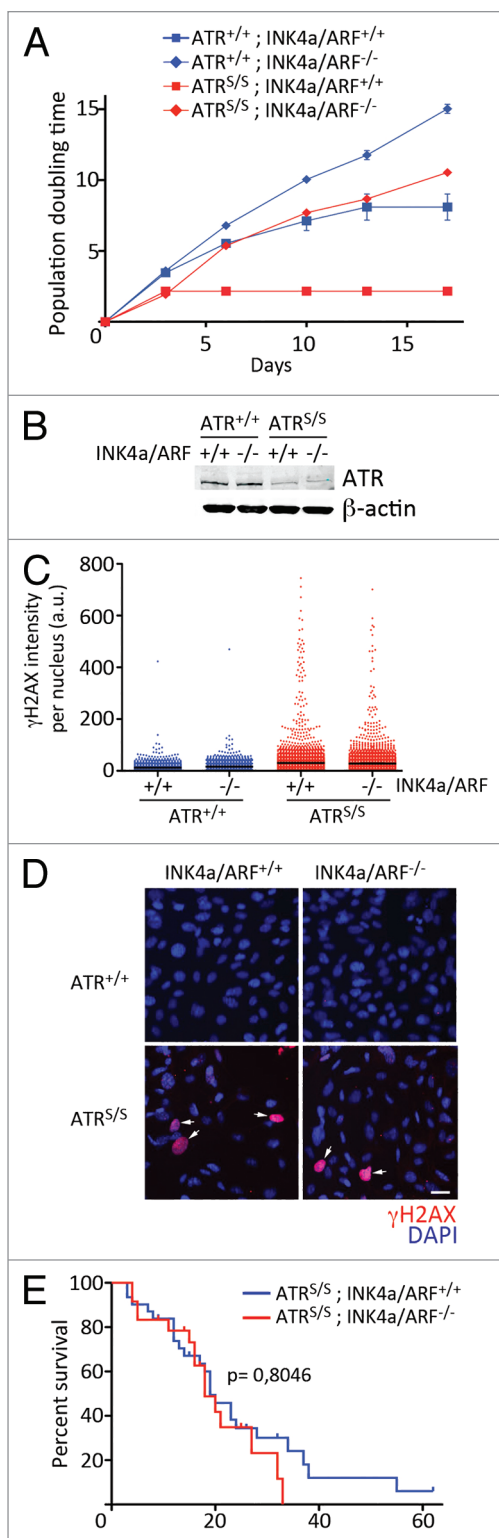 A
ATR+/+ ; INK4a/ARF+/+
ATR+/+ ; INK4a/ARF-/-
ATRS/S ; INK4a/ARF+/+
ATRS/S ; INK4a/ARF-/-
Population doubling time
15
10
5
0
5
10
15
Days
B
ATR+/+ ATRS/S
INK4a/ARF +/+ -/- +/+ -/-
ATR
β-actin
C
γH2AX intensity
per nucleus (a.u.)
800
600
400
200
0
+/+ -/- +/+ -/- INK4a/ARF
ATR+/+ ATRS/S
D
INK4a/ARF+/+ INK4a/ARF-/-
ATR+/+
ATRS/S
γH2AX
DAPI
E
ATRS/S ; INK4a/ARF+/+
ATRS/S ; INK4a/ARF-/-
p= 0,8046
Percent survival
100
80
60
40
20
0 20 40 60